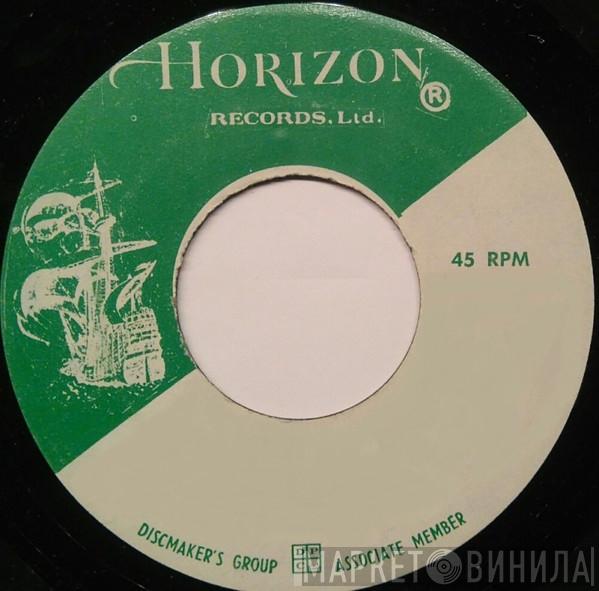 HORIZON
®
RECORDS, Ltd.
45 RPM
DISCMAKER'S GROUP ASSOCIATE MEMBER
МАРКЕТ ВИНИЛА